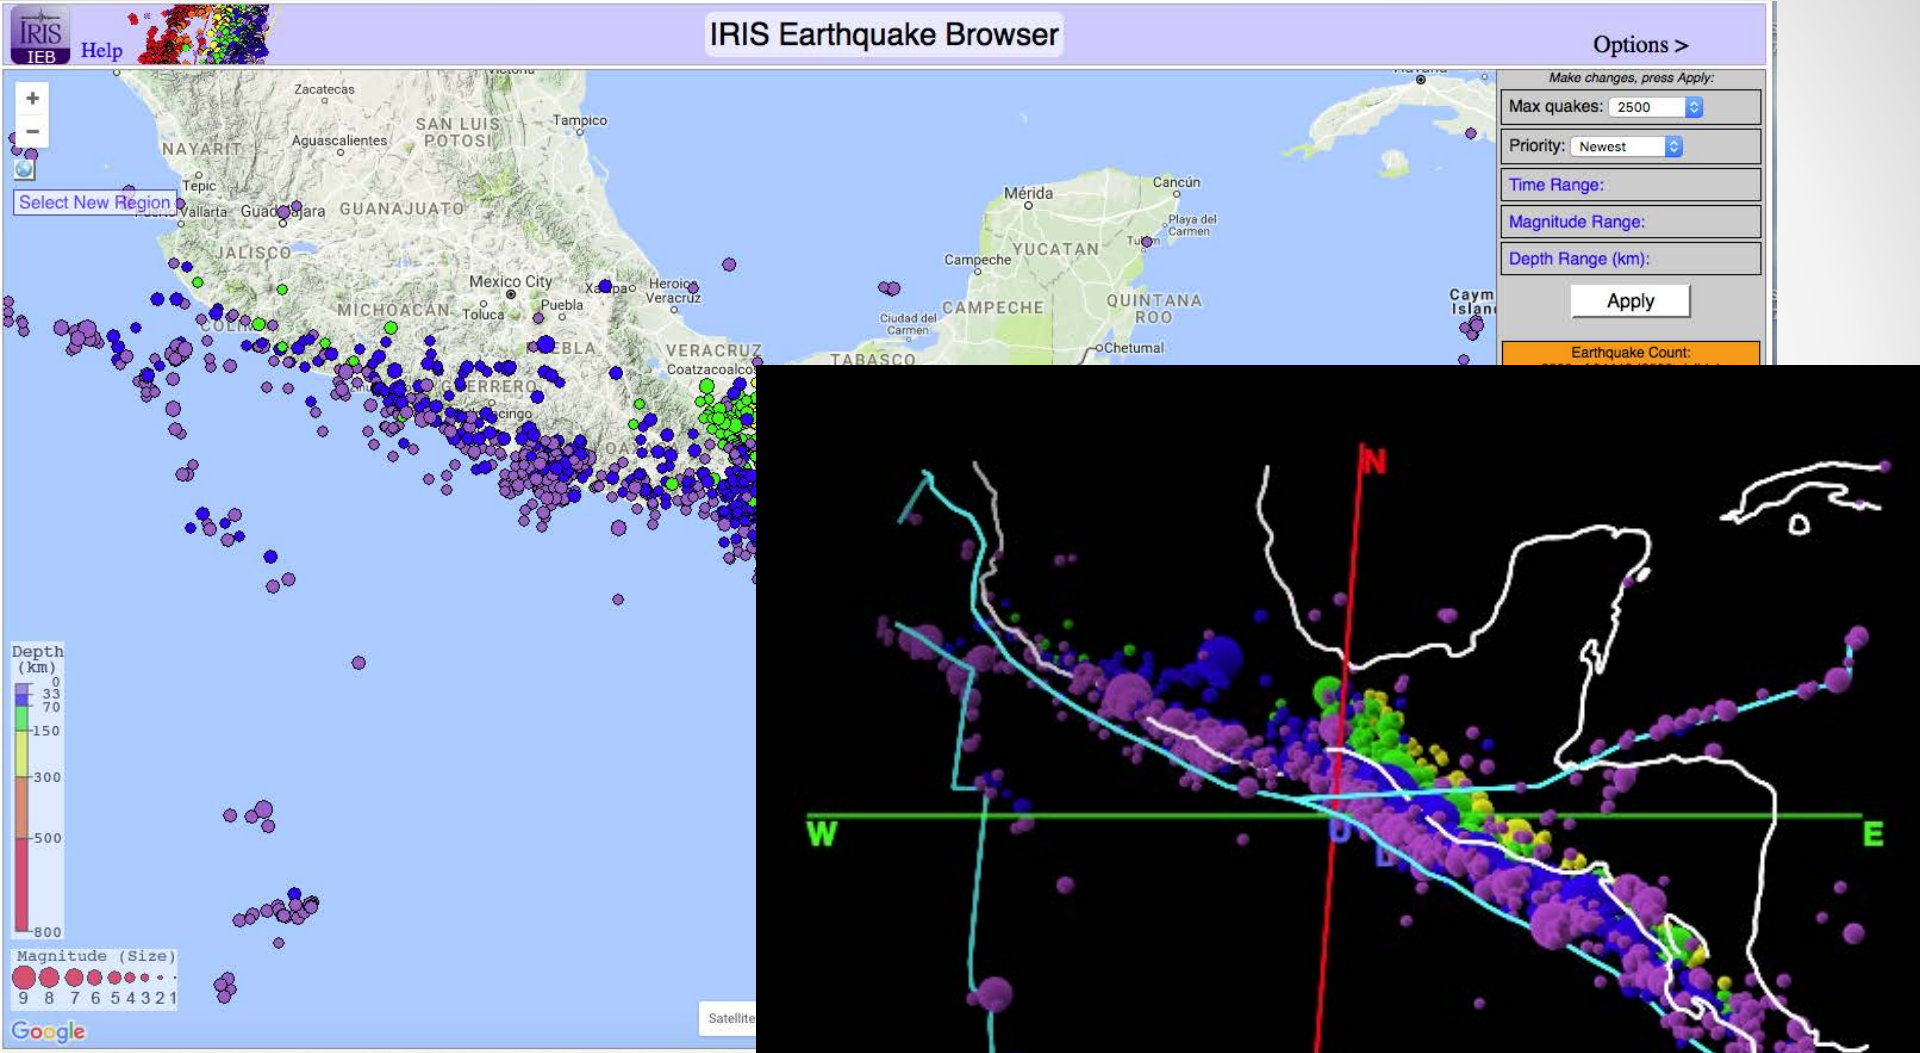 IRIS
IEB
Help
IRIS Earthquake Browser
Options >
Make changes, press Apply:
Max quakes: 2500
Priority: Newest
Time Range:
Magnitude Range:
Depth Range (km):
Apply
Earthquake Count:
+
−
Select New Region
Zacatecas
Aguascalientes
SAN LUIS
POTOSI
Tampico
NAYARIT
Tepic
Vallarta
GUANAJUATO
JALISCO
Mexico City
MICHOACÁN
Toluca
Puebla
Veracruz
VERACRUZ
Coatzacoalcos
GUERRERO
Mérida
Cancún
Playa del
Carmen
YUCATAN
Campeche
CAMPECHE
QUINTANA
ROO
Ciudad del
Carmen
Chetumal
TABASCO
Depth
(km)
0
33
70
150
300
500
800
Magnitude (Size)
9 8 7 6 5 4 3 2 1
Google
Satellite
N
W
E
U